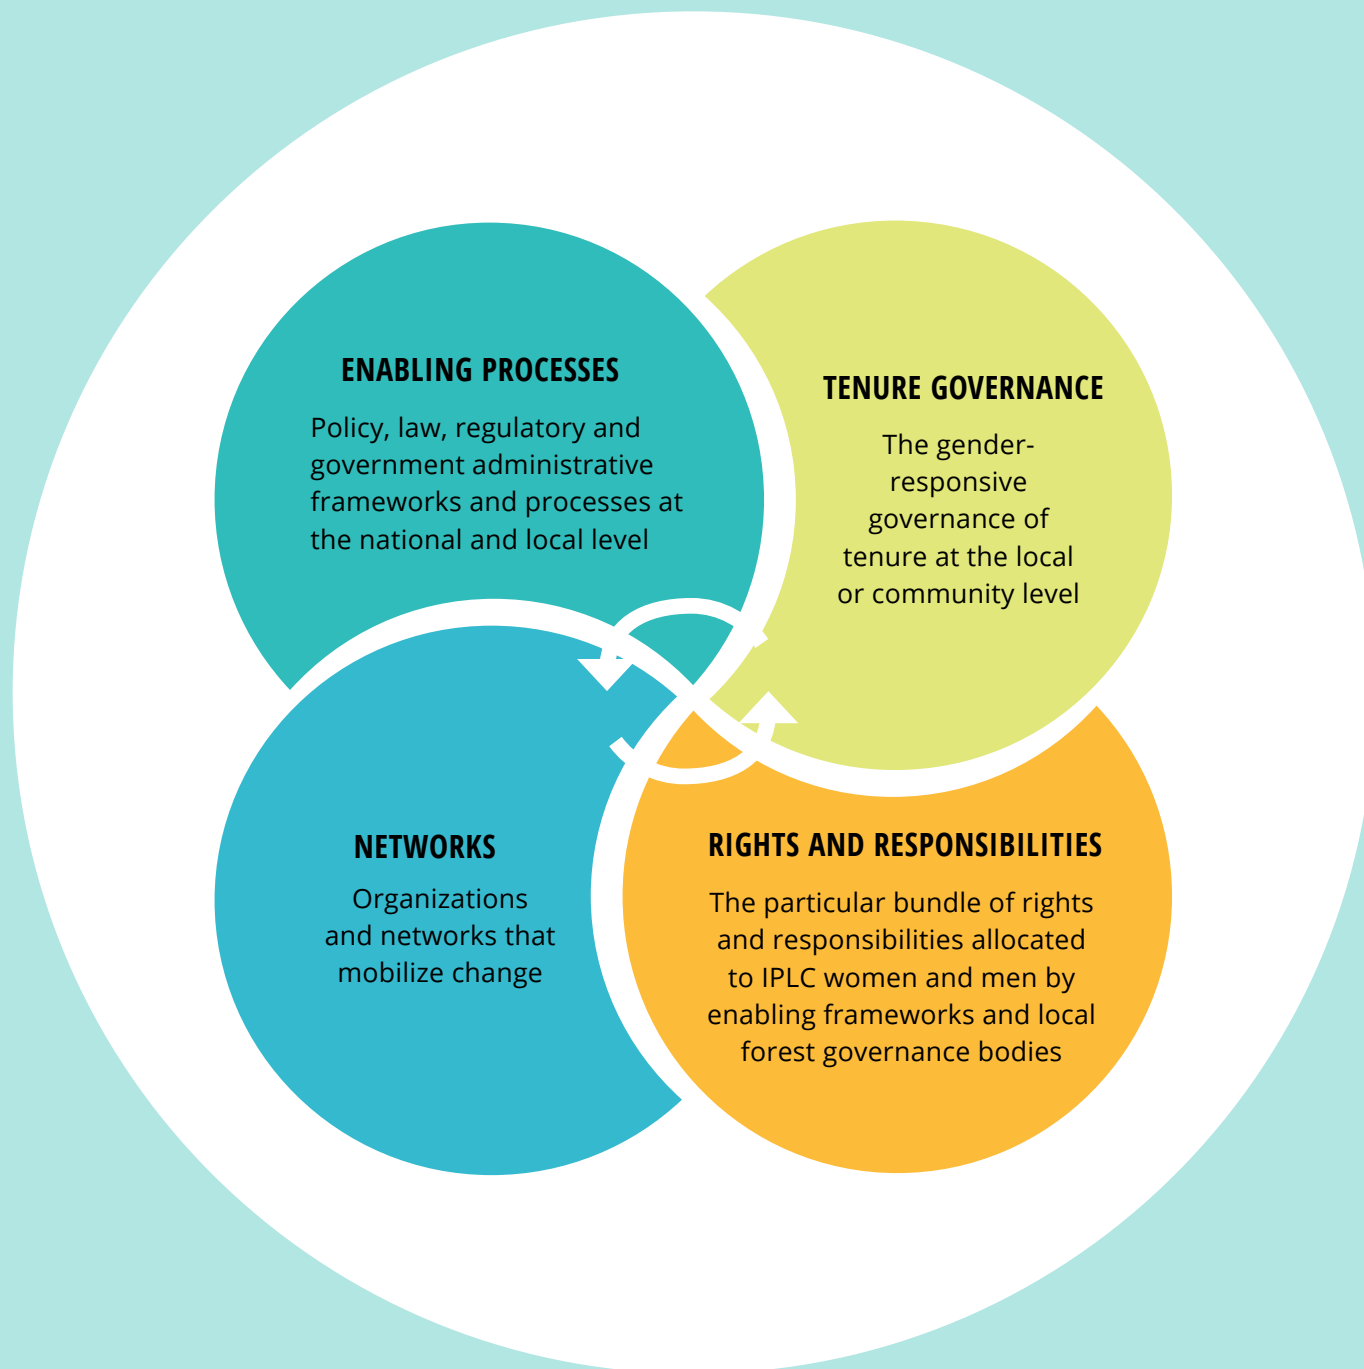 ENABLING PROCESSES
Policy, law, regulatory and
government administrative
frameworks and processes at
the national and local level
TENURE GOVERNANCE
The gender-
responsive
governance of
tenure at the local
or community level
NETWORKS
Organizations
and networks that
mobilize change
RIGHTS AND RESPONSIBILITIES
The particular bundle of rights
and responsibilities allocated
to IPLC women and men by
enabling frameworks and local
forest governance bodies